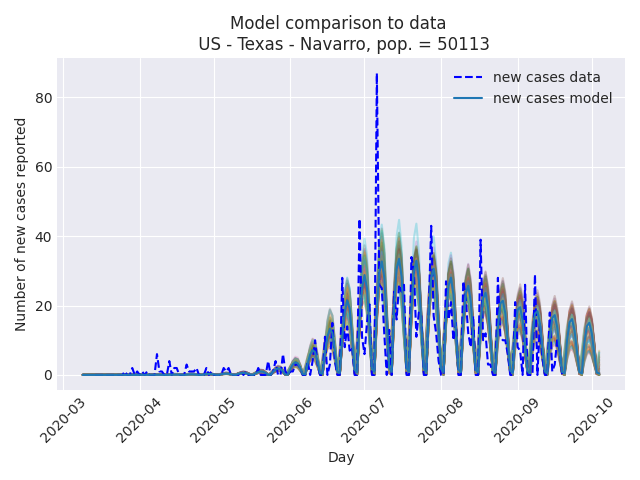 Model comparison to data
US - Texas - Navarro, pop. = 50113
new cases data
new cases model
Number of new cases reported
80
60
40
20
0
2020-03
2020-04
2020-05
2020-06
2020-07
2020-08
2020-09
2020-10
Day